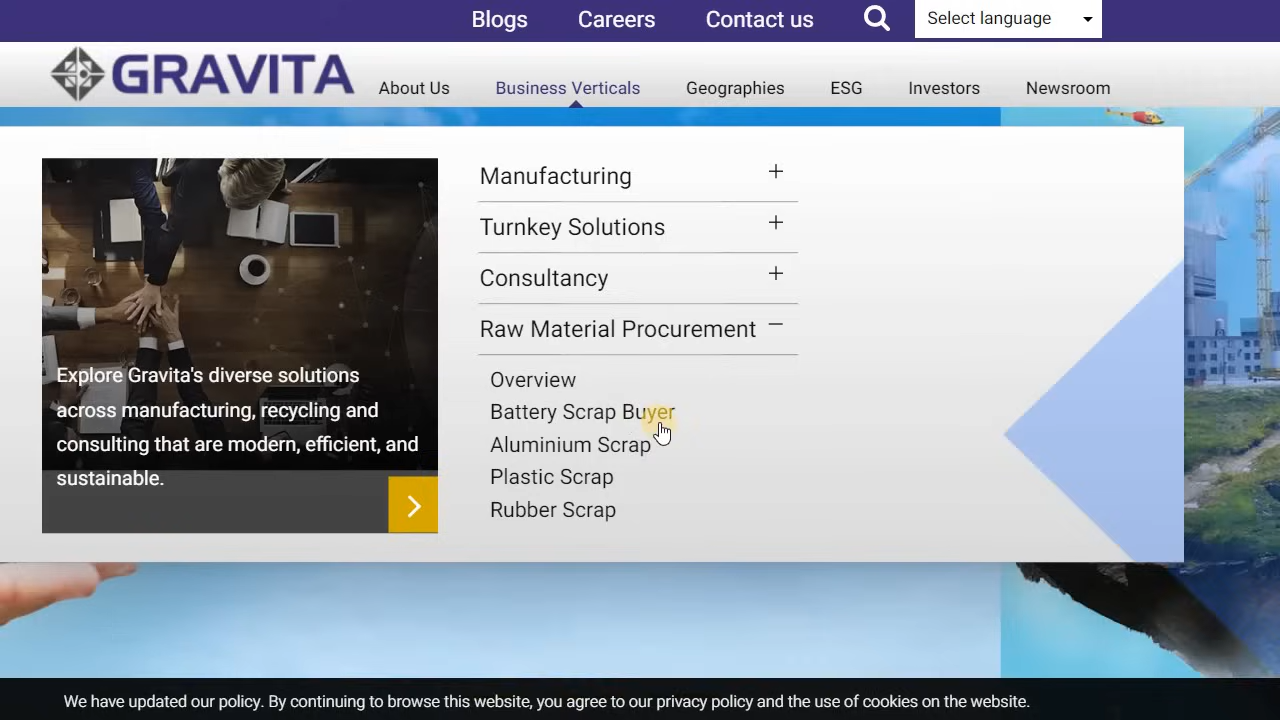 Blogs Careers Contact us Select language
GRAVITA About Us Business Verticals Geographies ESG Investors Newsroom
Explore Gravita's diverse solutions
across manufacturing, recycling and
consulting that are modern, efficient, and
sustainable.
Manufacturing +
Turnkey Solutions +
Consultancy +
Raw Material Procurement −
Overview
Battery Scrap Buyer
Aluminium Scrap
Plastic Scrap
Rubber Scrap
We have updated our policy. By continuing to browse this website, you agree to our privacy policy and the use of cookies on the website.